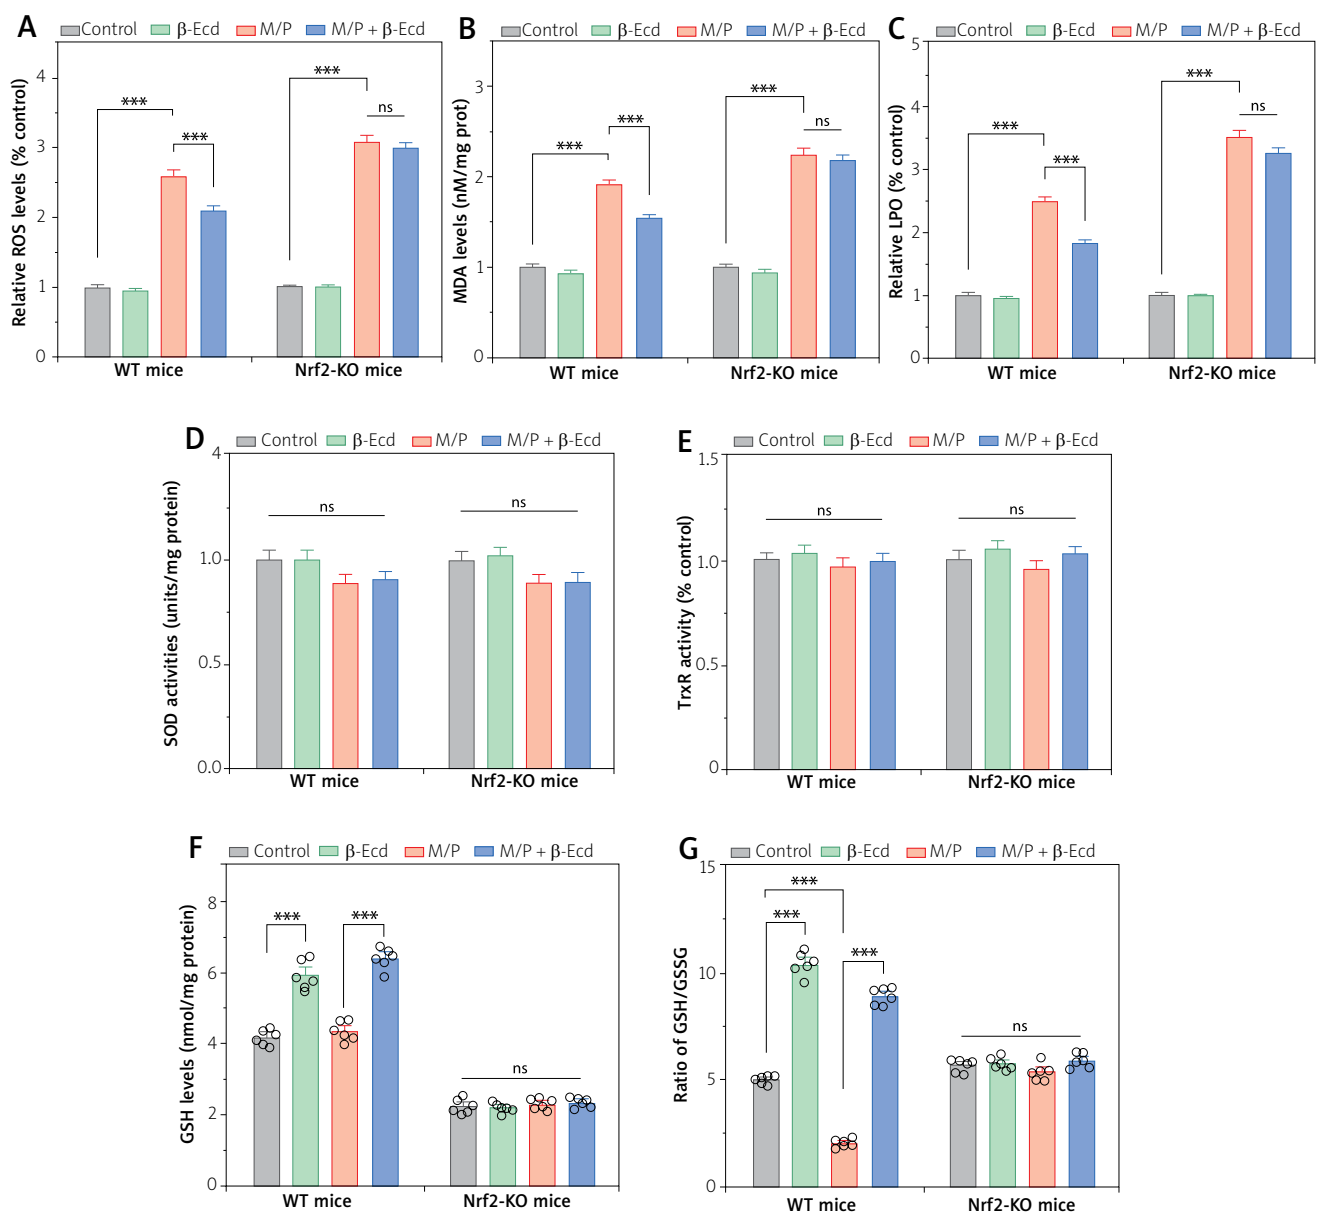 A
Control β-Ecd M/P M/P + β-Ecd
Relative ROS levels (% control)
4
3
2
1
0
***
***
***
ns
WT mice
Nrf2-KO mice
B
Control β-Ecd M/P M/P + β-Ecd
MDA levels (nM/mg prot)
3
2
1
0
***
***
***
ns
WT mice
Nrf2-KO mice
C
Control β-Ecd M/P M/P + β-Ecd
Relative LPO (% control)
5
4
3
2
1
0
***
***
***
ns
WT mice
Nrf2-KO mice
D
Control β-Ecd M/P M/P + β-Ecd
SOD activities (units/mg protein)
4
1.0
0.5
0.0
ns
ns
WT mice
Nrf2-KO mice
E
Control β-Ecd M/P M/P + β-Ecd
TrxR activity (% control)
1.5
1.0
0.5
0
ns
ns
WT mice
Nrf2-KO mice
F
Control β-Ecd M/P M/P + β-Ecd
GSH levels (nmol/mg protein)
8
6
4
2
0
***
***
ns
WT mice
Nrf2-KO mice
G
Control β-Ecd M/P M/P + β-Ecd
Ratio of GSH/GSSG
15
10
5
0
***
***
***
ns
WT mice
Nrf2-KO mice